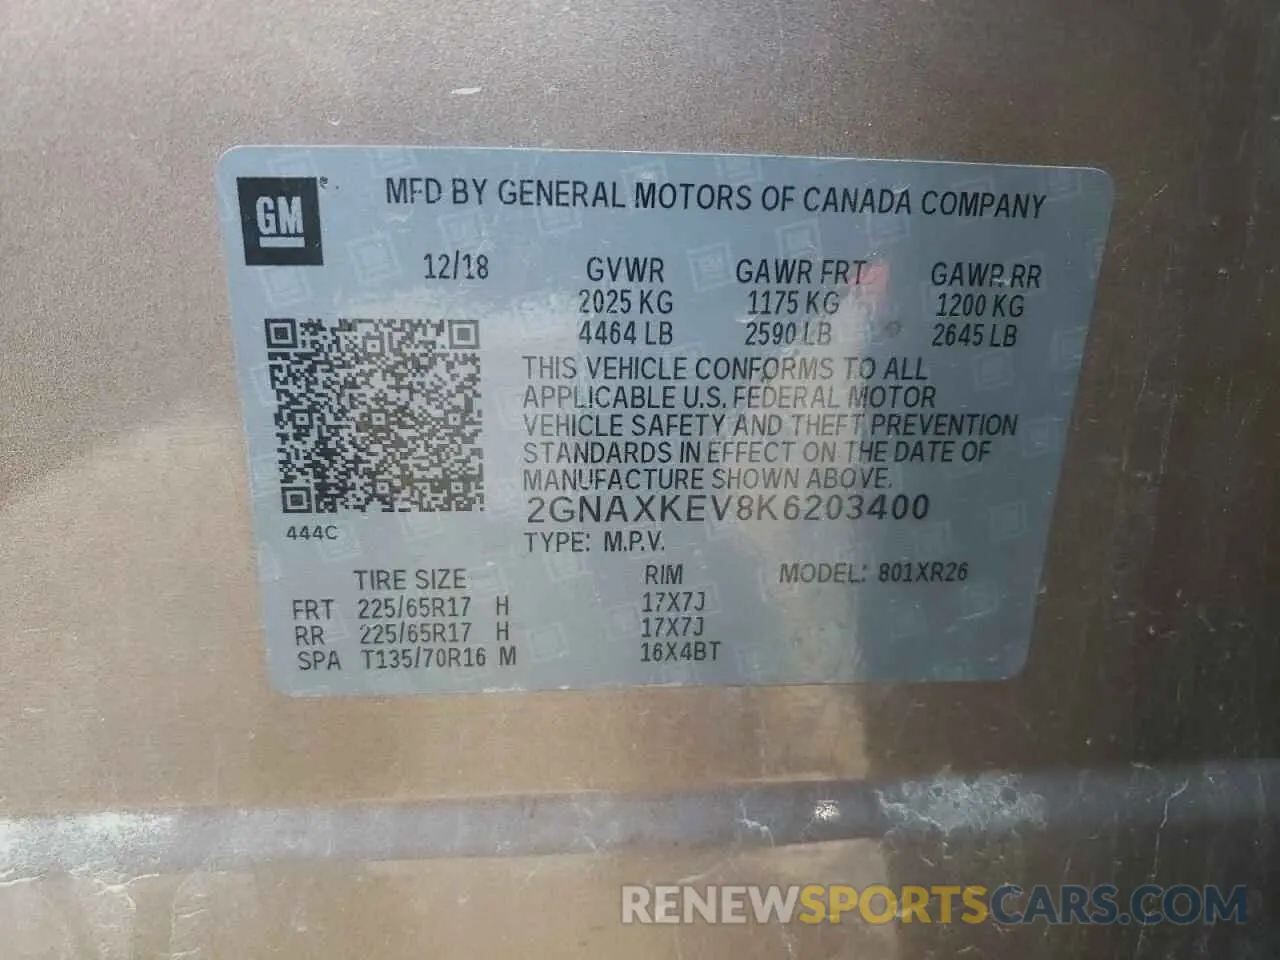 GM®
MFD BY GENERAL MOTORS OF CANADA COMPANY
12/18 GVWR GAWR FRT GAWR RR
2025 KG 1175 KG 1200 KG
4464 LB 2590 LB 2645 LB
THIS VEHICLE CONFORMS TO ALL
APPLICABLE U.S. FEDERAL MOTOR
VEHICLE SAFETY AND THEFT PREVENTION
STANDARDS IN EFFECT ON THE DATE OF
MANUFACTURE SHOWN ABOVE.
2GNAXKEV8K6203400
444C
TYPE: M.P.V.
TIRE SIZE RIM MODEL: 801XR26
FRT 225/65R17 H 17X7J
RR 225/65R17 H 17X7J
SPA T135/70R16 M 16X4BT
RENEWSPORTSCARS.COM